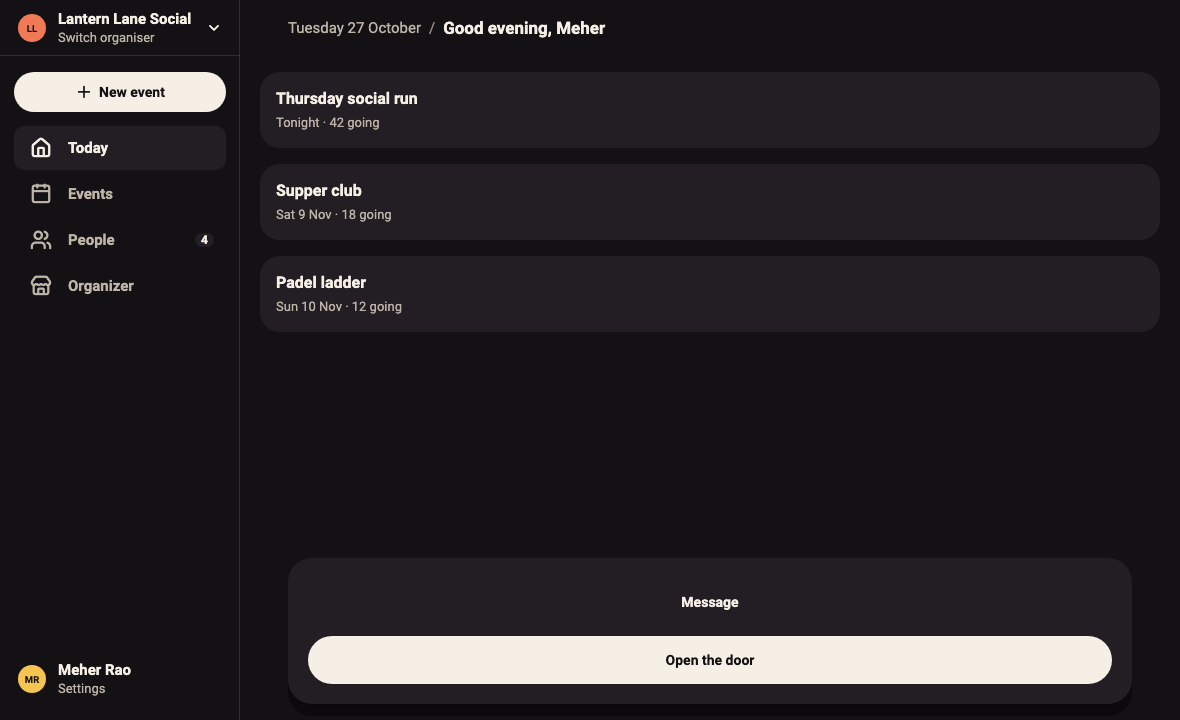 LL
Lantern Lane Social
Switch organiser
New event
Today
Events
People
4
Organizer
MR
Meher Rao
Settings
Tuesday 27 October / Good evening, Meher
Thursday social run
Tonight · 42 going
Supper club
Sat 9 Nov · 18 going
Padel ladder
Sun 10 Nov · 12 going
Message
Open the door